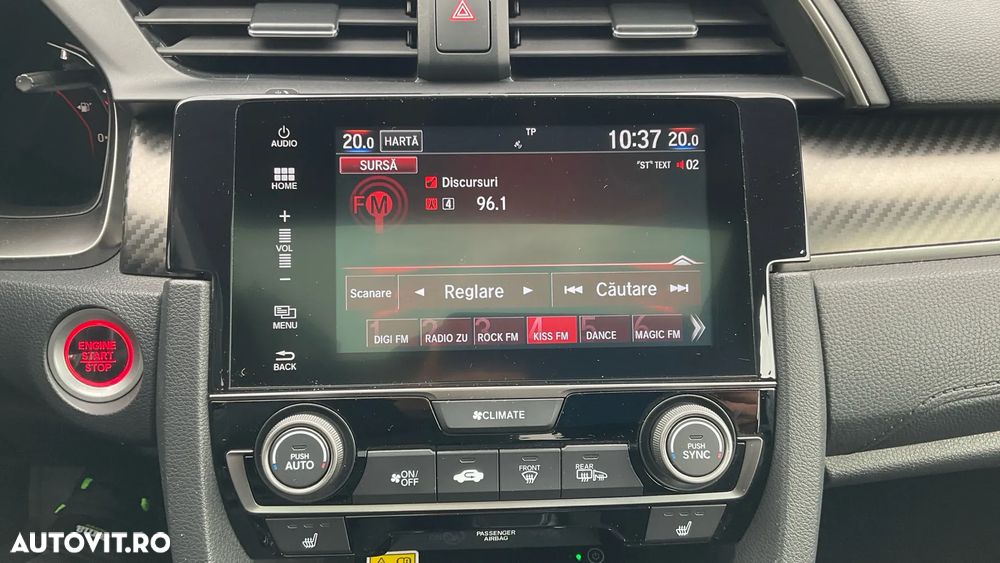 AUDIO
HOME
+
VOL
−
MENU
BACK
20.0 HARTĂ TP 10:37 20.0
SURSĂ "ST" TEXT 02
FM Discursuri
4 96.1
Scanare Reglare Căutare
1 DIGI FM 2 RADIO ZU 3 ROCK FM 4 KISS FM 5 DANCE 6 MAGIC FM
0
ENGINE
START
STOP
CLIMATE
PUSH
AUTO
ON/
OFF
FRONT
REAR
PUSH
SYNC
PASSENGER
AIRBAG
AUTOVIT.RO